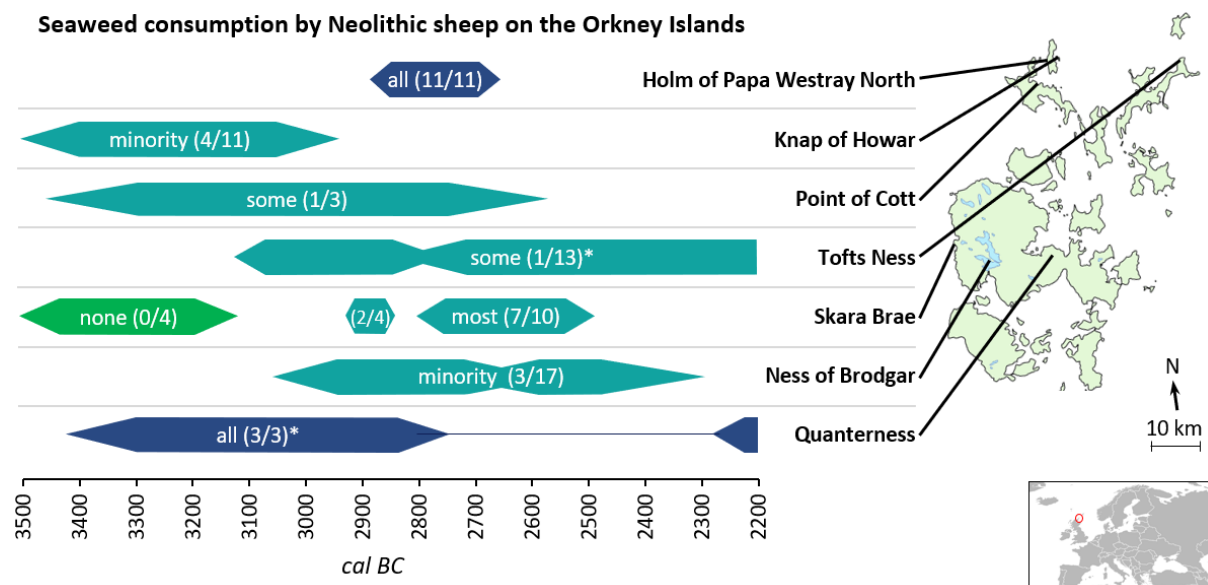 Seaweed consumption by Neolithic sheep on the Orkney Islands
all (11/11)
Holm of Papa Westray North
minority (4/11)
Knap of Howar
some (1/3)
Point of Cott
some (1/13)*
Tofts Ness
none (0/4)
(2/4)
most (7/10)
Skara Brae
minority (3/17)
Ness of Brodgar
all (3/3)*
Quanterness
N
10 km
3500
3400
3300
3200
3100
3000
2900
2800
2700
2600
2500
2400
2300
2200
cal BC